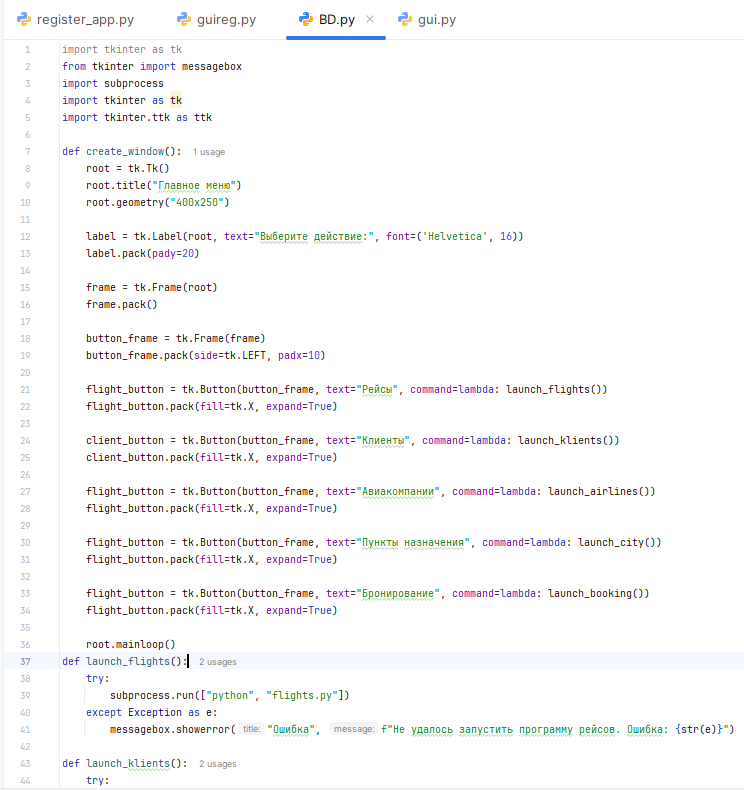 register_app.py guireg.py BD.py × gui.py
1 import tkinter as tk
2 from tkinter import messagebox
3 import subprocess
4 import tkinter as tk
5 import tkinter.ttk as ttk
6
7 def create_window(): 1 usage
8 root = tk.Tk()
9 root.title("Главное меню")
10 root.geometry("400x250")
11
12 label = tk.Label(root, text="Выберите действие:", font=('Helvetica', 16))
13 label.pack(pady=20)
14
15 frame = tk.Frame(root)
16 frame.pack()
17
18 button_frame = tk.Frame(frame)
19 button_frame.pack(side=tk.LEFT, padx=10)
20
21 flight_button = tk.Button(button_frame, text="Рейсы", command=lambda: launch_flights())
22 flight_button.pack(fill=tk.X, expand=True)
23
24 client_button = tk.Button(button_frame, text="Клиенты", command=lambda: launch_klients())
25 client_button.pack(fill=tk.X, expand=True)
26
27 flight_button = tk.Button(button_frame, text="Авиакомпании", command=lambda: launch_airlines())
28 flight_button.pack(fill=tk.X, expand=True)
29
30 flight_button = tk.Button(button_frame, text="Пункты назначения", command=lambda: launch_city())
31 flight_button.pack(fill=tk.X, expand=True)
32
33 flight_button = tk.Button(button_frame, text="Бронирование", command=lambda: launch_booking())
34 flight_button.pack(fill=tk.X, expand=True)
35
36 root.mainloop()
37 def launch_flights(): 2 usages
38 try:
39 subprocess.run(["python", "flights.py"])
40 except Exception as e:
41 messagebox.showerror( title: "Ошибка", message: f"Не удалось запустить программу рейсов. Ошибка: {str(e)}")
42
43 def launch_klients(): 2 usages
44 try: